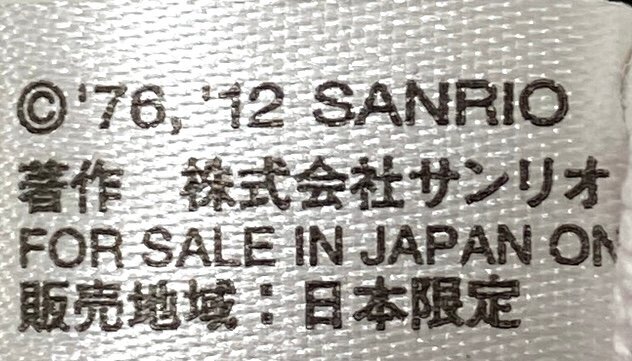 © '76, '12 SANRIO
著作 株式会社サンリオ
FOR SALE IN JAPAN ON
販売地域：日本限定